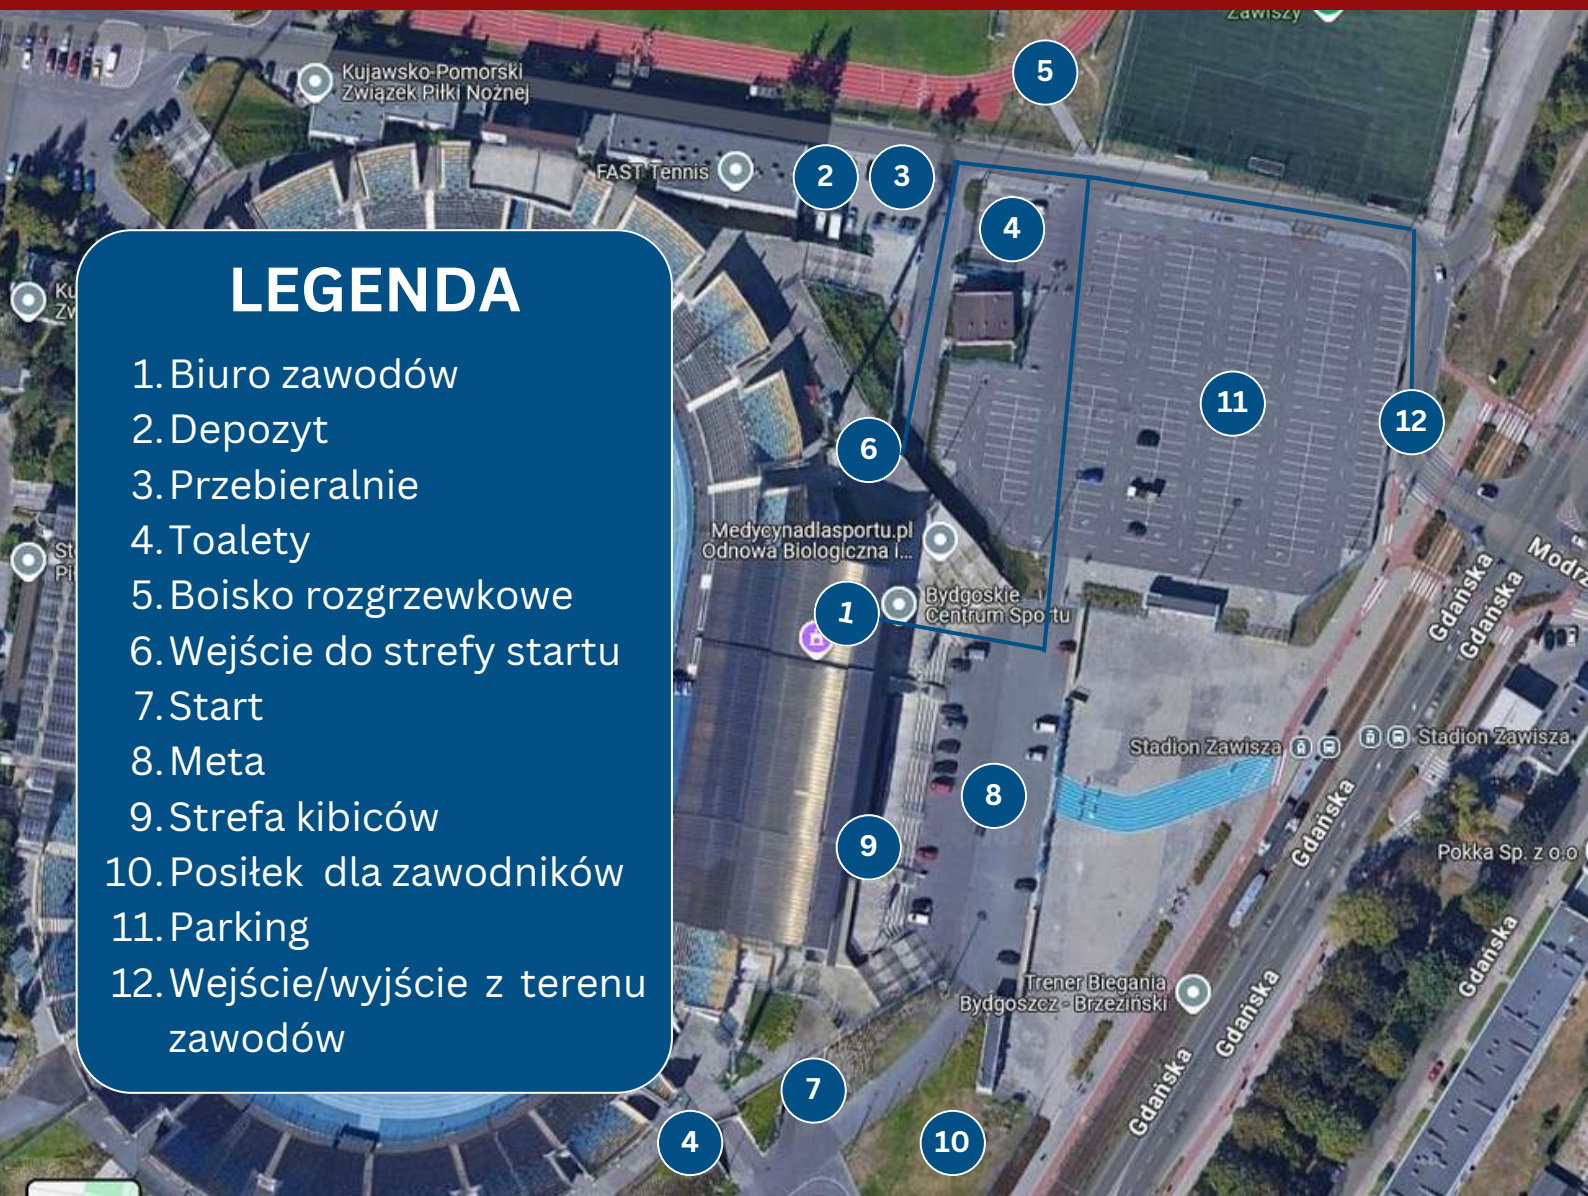 Zawiszy
Kujawsko-Pomorski
Związek Piłki Nożnej
5
FAST Tennis
2
3
4
LEGENDA
1. Biuro zawodów
2. Depozyt
3. Przebieralnie
4. Toalety
5. Boisko rozgrzewkowe
6. Wejście do strefy startu
7. Start
8. Meta
9. Strefa kibiców
10. Posiłek dla zawodników
11. Parking
12. Wejście/wyjście z terenu
zawodów
11
12
6
Medycynadlasportu.pl
Odnowa Biologiczna i...
1
Bydgoskie
Centrum Sportu
Gdańska
Gdańska
Stadion Zawisza
Stadion Zawisza
8
Gdańska
9
Pokka Sp. z o.o
Trener Biegania
Bydgoszcz - Brzeziński
Gdańska
Gdańska
Gdańska
7
4
10